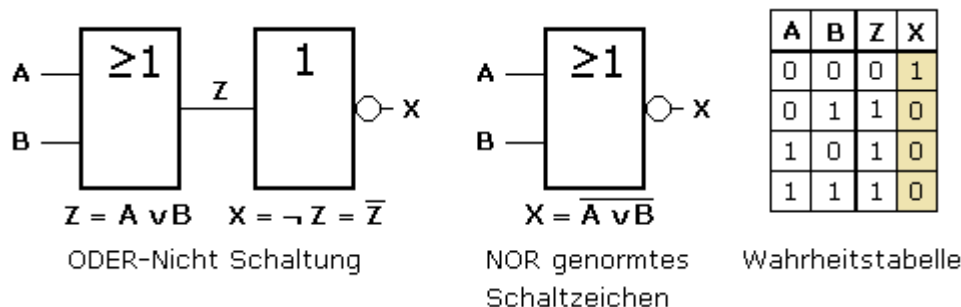 ≥1 1 ≥1
A Z X A X
B B
Z = A ∨ B X = ¬ Z = Z̅ X = A̅ ̅∨̅ ̅B̅
ODER-Nicht Schaltung
NOR genormtes
Schaltzeichen
A B Z X
0 0 0 1
0 1 1 0
1 0 1 0
1 1 1 0
Wahrheitstabelle